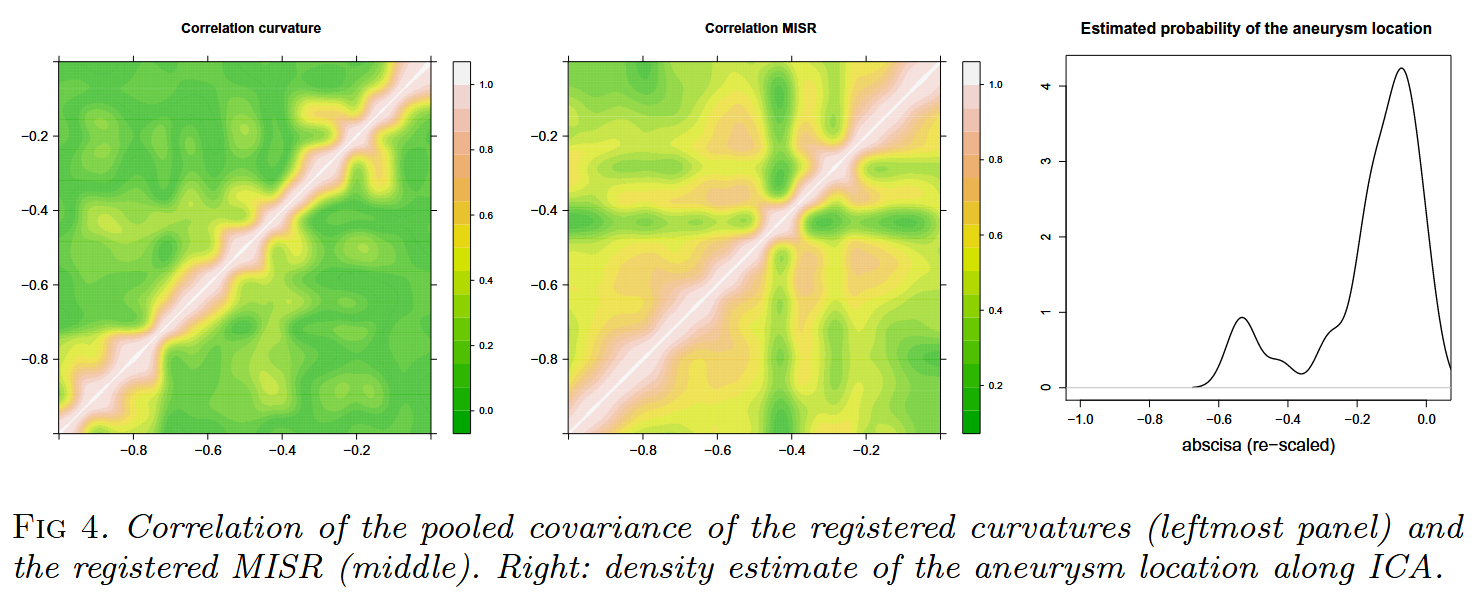 Correlation curvature
−0.2
−0.4
−0.6
−0.8
−0.8 −0.6 −0.4 −0.2
1.0
0.8
0.6
0.4
0.2
0.0
Correlation MISR
−0.2
−0.4
−0.6
−0.8
−0.8 −0.6 −0.4 −0.2
1.0
0.8
0.6
0.4
0.2
Estimated probability of the aneurysm location
4
3
2
1
0
−1.0 −0.8 −0.6 −0.4 −0.2 0.0
abscisa (re−scaled)
Fig 4. Correlation of the pooled covariance of the registered curvatures (leftmost panel) and
the registered MISR (middle). Right: density estimate of the aneurysm location along ICA.